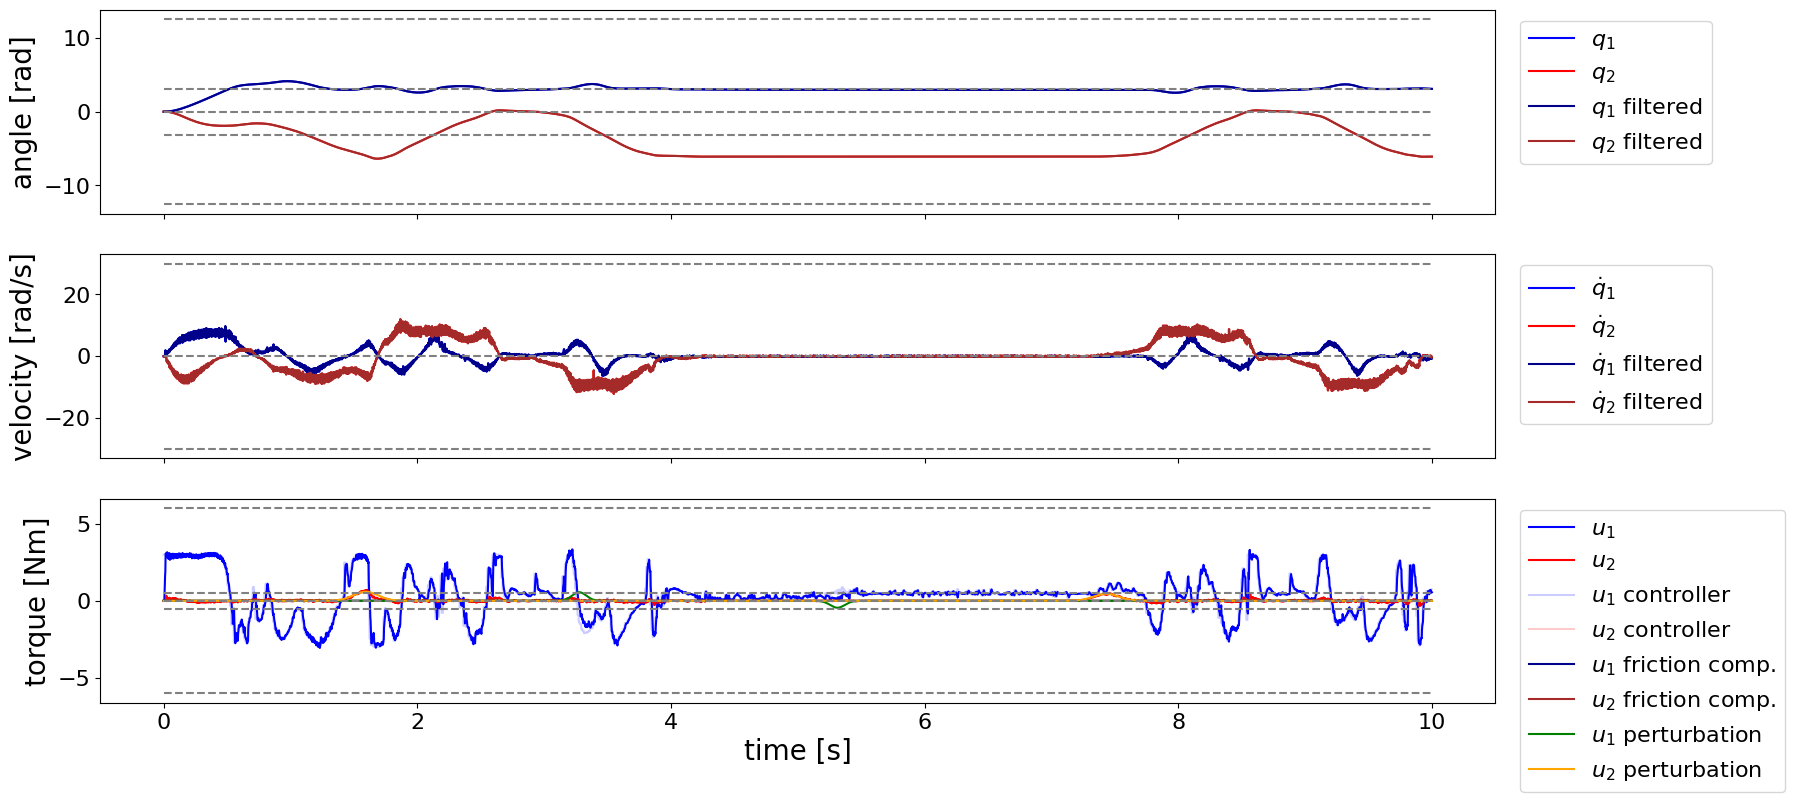 angle [rad]
10
0
−10
q₁
q₂
q₁ filtered
q₂ filtered
velocity [rad/s]
20
0
−20
q̇₁
q̇₂
q̇₁ filtered
q̇₂ filtered
torque [Nm]
5
0
−5
0 2 4 6 8 10
time [s]
u₁
u₂
u₁ controller
u₂ controller
u₁ friction comp.
u₂ friction comp.
u₁ perturbation
u₂ perturbation